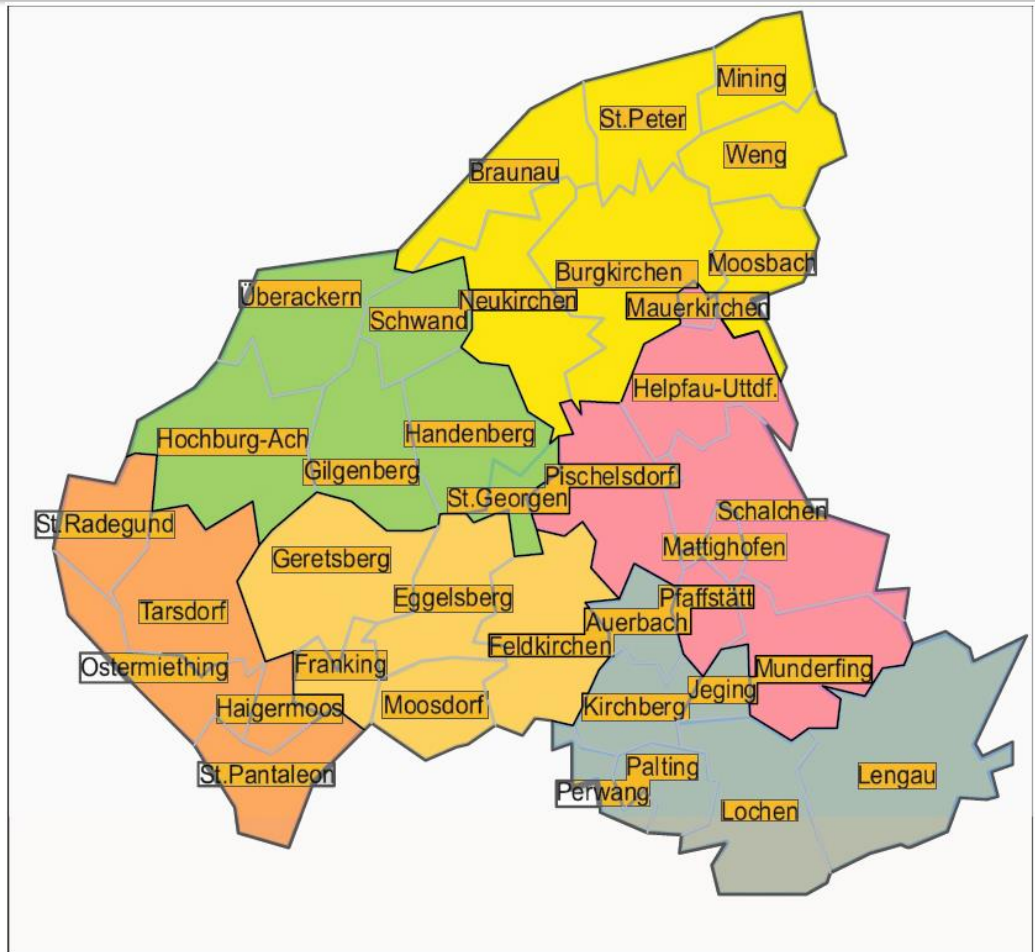 Mining
St.Peter
Weng
Braunau
Moosbach
Burgkirchen
Überackern
Neukirchen
Mauerkirchen
Schwand
Helpfau-Uttdf.
Handenberg
Hochburg-Ach
Gilgenberg
Pischelsdorf
St.Georgen
Schalchen
St.Radegund
Mattighofen
Geretsberg
Eggelsberg
Pfaffstätt
Tarsdorf
Auerbach
Feldkirchen
Ostermiething
Franking
Munderfing
Jeging
Haigermoos
Moosdorf
Kirchberg
St.Pantaleon
Palting
Lengau
Perwang
Lochen